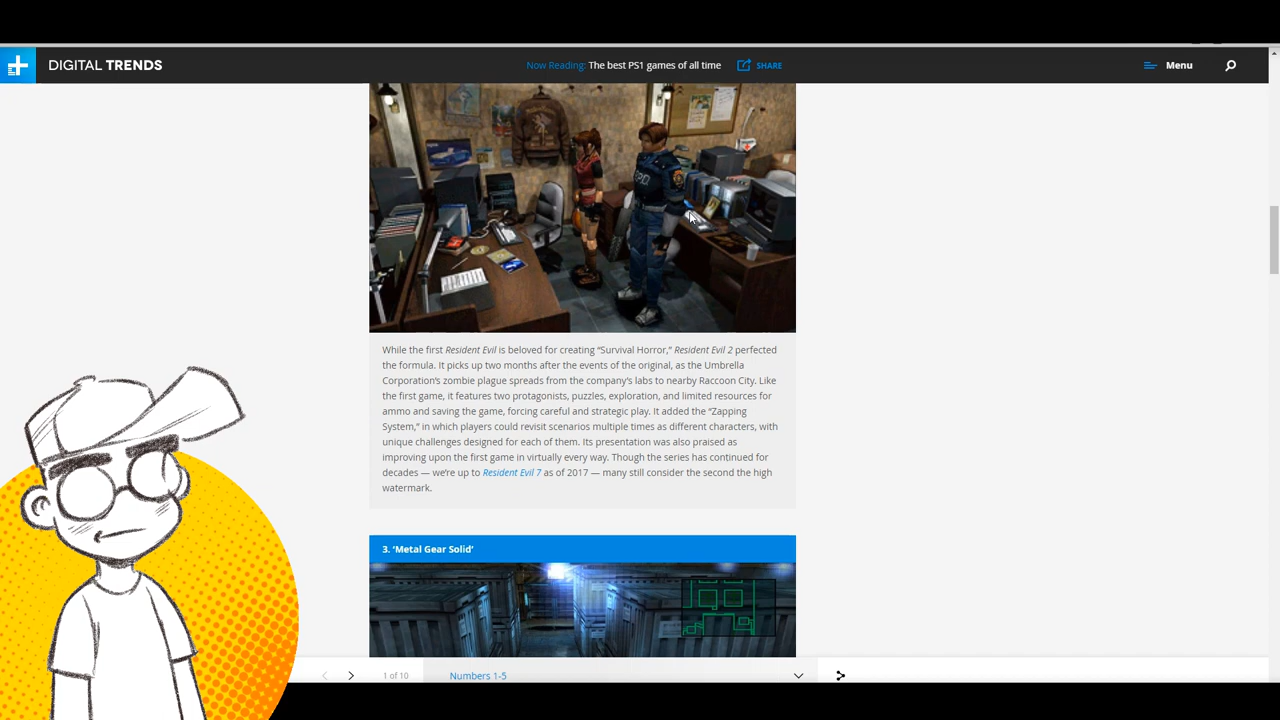 DIGITAL TRENDS
Now Reading: The best PS1 games of all time
SHARE
Menu
R.P.D.
While the first Resident Evil is beloved for creating “Survival Horror,” Resident Evil 2 perfected
the formula. It picks up two months after the events of the original, as the Umbrella
Corporation’s zombie plague spreads from the company’s labs to nearby Raccoon City. Like
the first game, it features two protagonists, puzzles, exploration, and limited resources for
ammo and saving the game, forcing careful and strategic play. It added the “Zapping
System,” in which players could revisit scenarios multiple times as different characters, with
unique challenges designed for each of them. Its presentation was also praised as
improving upon the first game in virtually every way. Though the series has continued for
decades — we’re up to Resident Evil 7 as of 2017 — many still consider the second the high
watermark.
3. ‘Metal Gear Solid’
1 of 10
Numbers 1-5